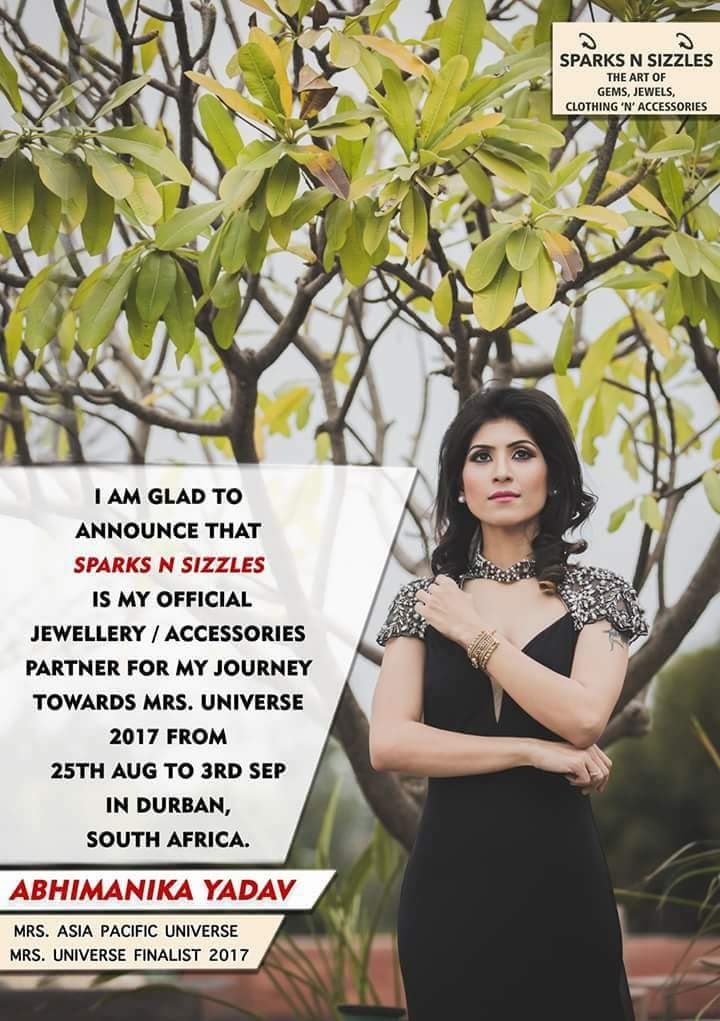 SPARKS N SIZZLES
THE ART OF
GEMS, JEWELS,
CLOTHING 'N' ACCESSORIES
I AM GLAD TO
ANNOUNCE THAT
SPARKS N SIZZLES
IS MY OFFICIAL
JEWELLERY / ACCESSORIES
PARTNER FOR MY JOURNEY
TOWARDS MRS. UNIVERSE
2017 FROM
25TH AUG TO 3RD SEP
IN DURBAN,
SOUTH AFRICA.
ABHIMANIKA YADAV
MRS. ASIA PACIFIC UNIVERSE
MRS. UNIVERSE FINALIST 2017